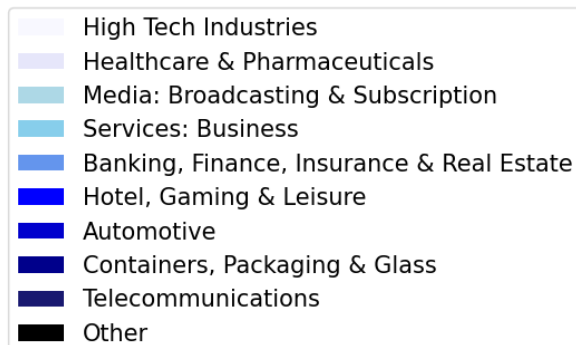 High Tech Industries
Healthcare & Pharmaceuticals
Media: Broadcasting & Subscription
Services: Business
Banking, Finance, Insurance & Real Estate
Hotel, Gaming & Leisure
Automotive
Containers, Packaging & Glass
Telecommunications
Other